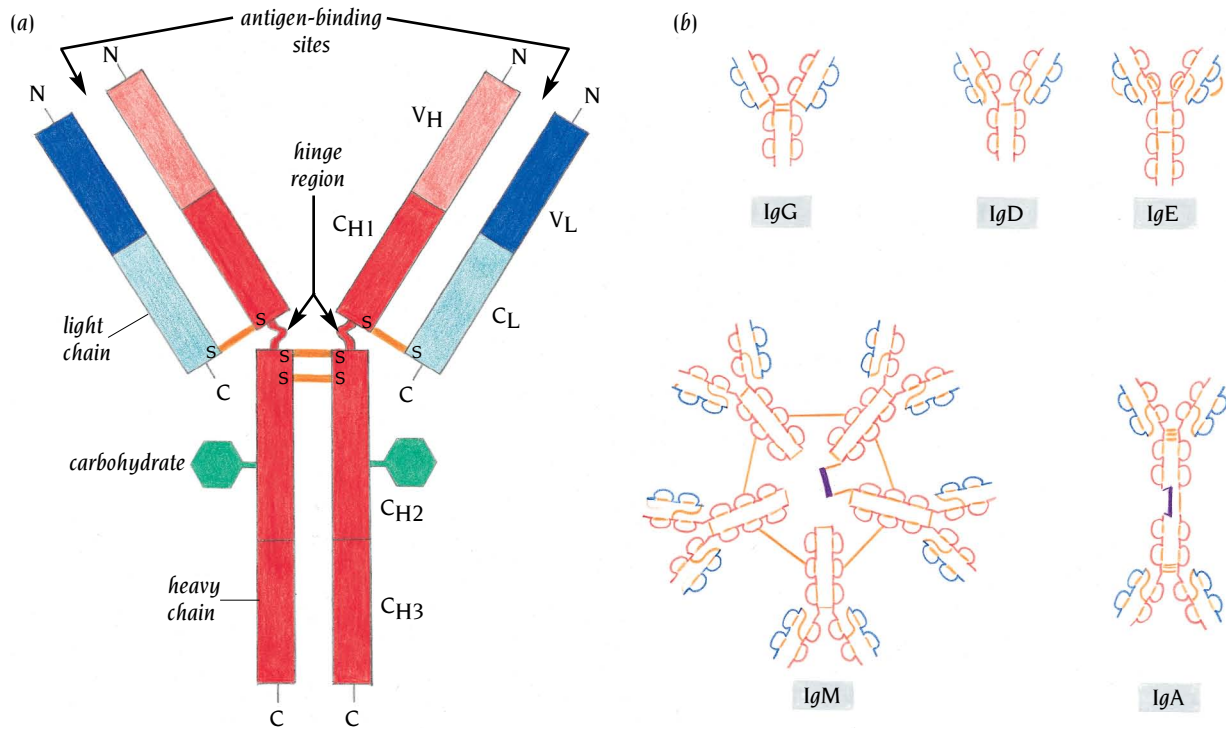 (a)
antigen-binding
sites
N
N
N
N
VH
hinge
region
CH1
VL
CL
light
chain
S
S
S
S
S
S
S
S
C
C
carbohydrate
CH2
heavy
chain
CH3
C
C
(b)
IgG
IgD
IgE
IgM
IgA